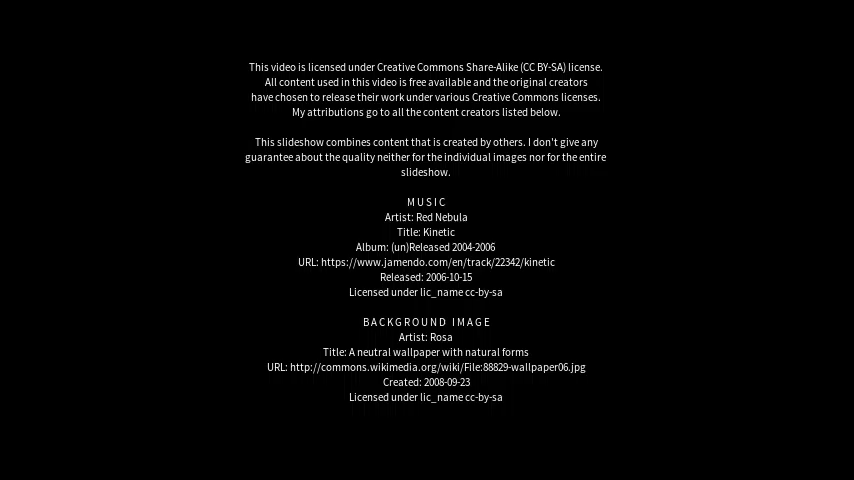 This video is licensed under Creative Commons Share-Alike (CC BY-SA) license.
All content used in this video is free available and the original creators
have chosen to release their work under various Creative Commons licenses.
My attributions go to all the content creators listed below.
This slideshow combines content that is created by others. I don't give any
guarantee about the quality neither for the individual images nor for the entire
slideshow.
MUSIC
Artist: Red Nebula
Title: Kinetic
Album: (un)Released 2004-2006
URL: https://www.jamendo.com/en/track/22342/kinetic
Released: 2006-10-15
Licensed under lic_name cc-by-sa
BACKGROUND IMAGE
Artist: Rosa
Title: A neutral wallpaper with natural forms
URL: http://commons.wikimedia.org/wiki/File:88829-wallpaper06.jpg
Created: 2008-09-23
Licensed under lic_name cc-by-sa